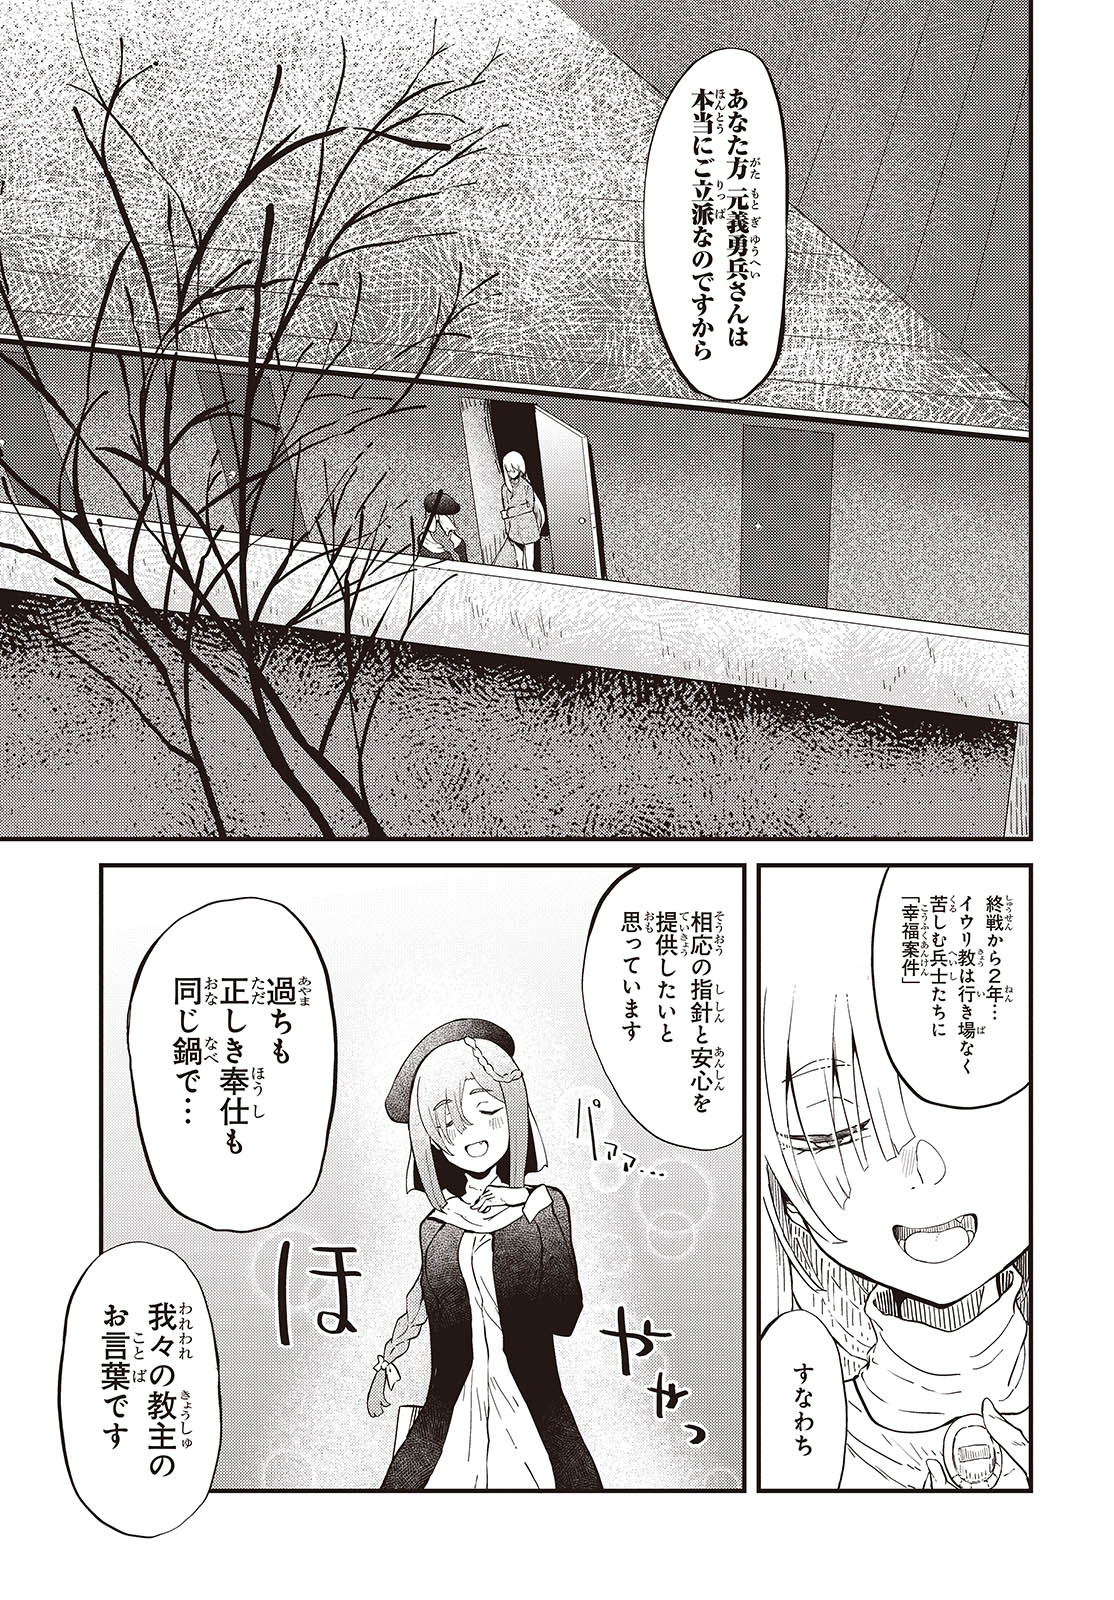 あなた方 元義勇兵さんは
本当にご立派なのですから
終戦から2年…
イウリ教は行き場なく
苦しむ兵士たちに
「幸福案件」
すなわち
相応の指針と安心を
提供したいと
思っています
パァァ…
ほ
やゃっ
過ちも
正しき奉仕も
同じ鍋で…
我々の教主の
お言葉です